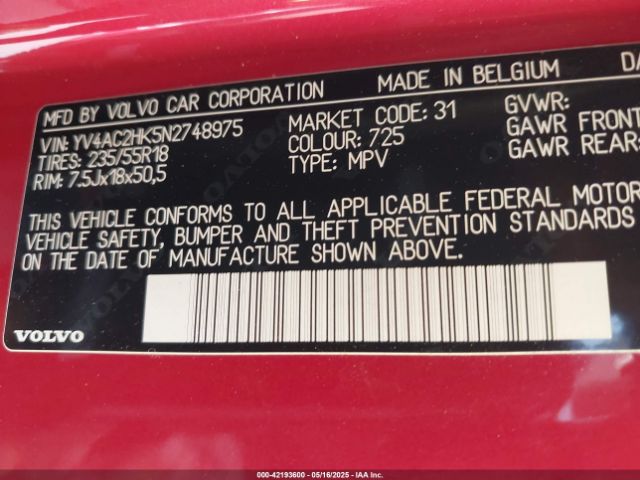 MFD BY VOLVO CAR CORPORATION MADE IN BELGIUM DA
VIN: YV4AC2HK5N2748975 MARKET CODE: 31 GVWR:
TIRES: 235/55R18 COLOUR: 725 GAWR FRONT
RIM: 7.5Jx18x50,5 TYPE: MPV GAWR REAR:
THIS VEHICLE CONFORMS TO ALL APPLICABLE FEDERAL MOTOR
VEHICLE SAFETY, BUMPER AND THEFT PREVENTION STANDARDS
ON THE DATE OF MANUFACTURE SHOWN ABOVE.
VOLVO
000-42193600 - 05/16/2025 - IAA Inc.